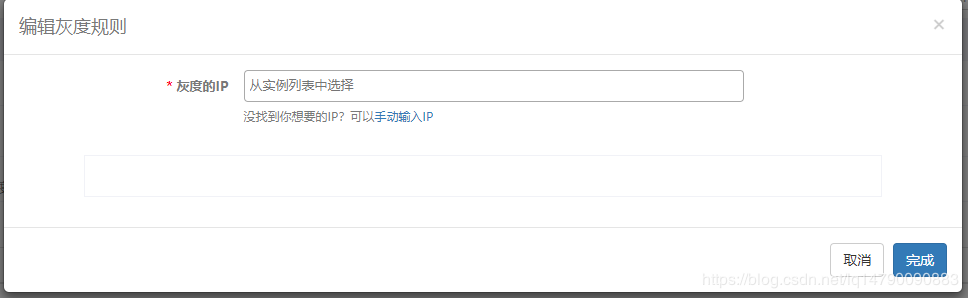 编辑灰度规则 ×
* 灰度的IP 从实例列表中选择
没找到你想要的IP？可以手动输入IP
取消 完成
https://blog.csdn.net/lq14790090883